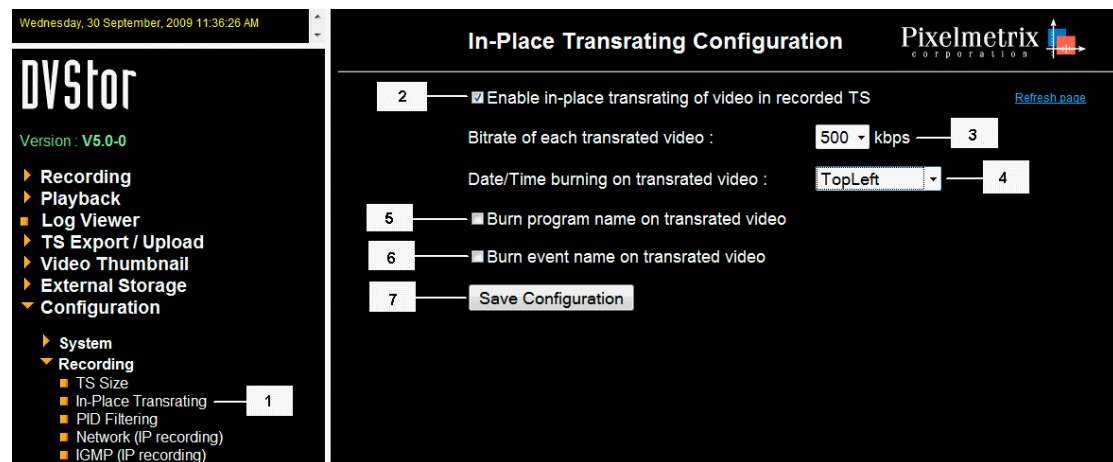 Wednesday, 30 September, 2009 11:36:26 AM
DVStor
Version : V5.0-0
Recording
Playback
Log Viewer
TS Export / Upload
Video Thumbnail
External Storage
Configuration
System
Recording
TS Size
In-Place Transrating
1
PID Filtering
Network (IP recording)
IGMP (IP recording)
In-Place Transrating Configuration
Pixelmetrix
corporation
2
Enable in-place transrating of video in recorded TS
Refresh page
Bitrate of each transrated video :
500 kbps
3
Date/Time burning on transrated video :
TopLeft
4
5
Burn program name on transrated video
6
Burn event name on transrated video
7
Save Configuration